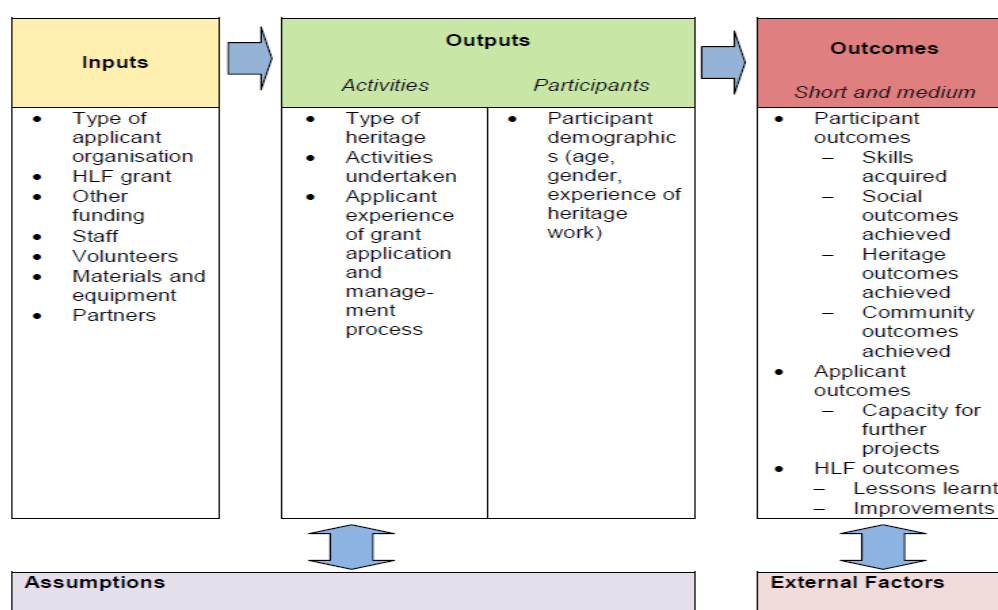 Inputs
• Type of
applicant
organisation
• HLF grant
• Other
funding
• Staff
• Volunteers
• Materials and
equipment
• Partners
Outputs
Activities
• Type of
heritage
• Activities
undertaken
• Applicant
experience
of grant
application
and
manage-
ment
process
Participants
• Participant
demographic
s (age,
gender,
experience of
heritage
work)
Outcomes
Short and medium
• Participant
outcomes
– Skills
acquired
– Social
outcomes
achieved
– Heritage
outcomes
achieved
– Community
outcomes
achieved
• Applicant
outcomes
– Capacity for
further
projects
• HLF outcomes
– Lessons learnt
– Improvements
Assumptions
External Factors